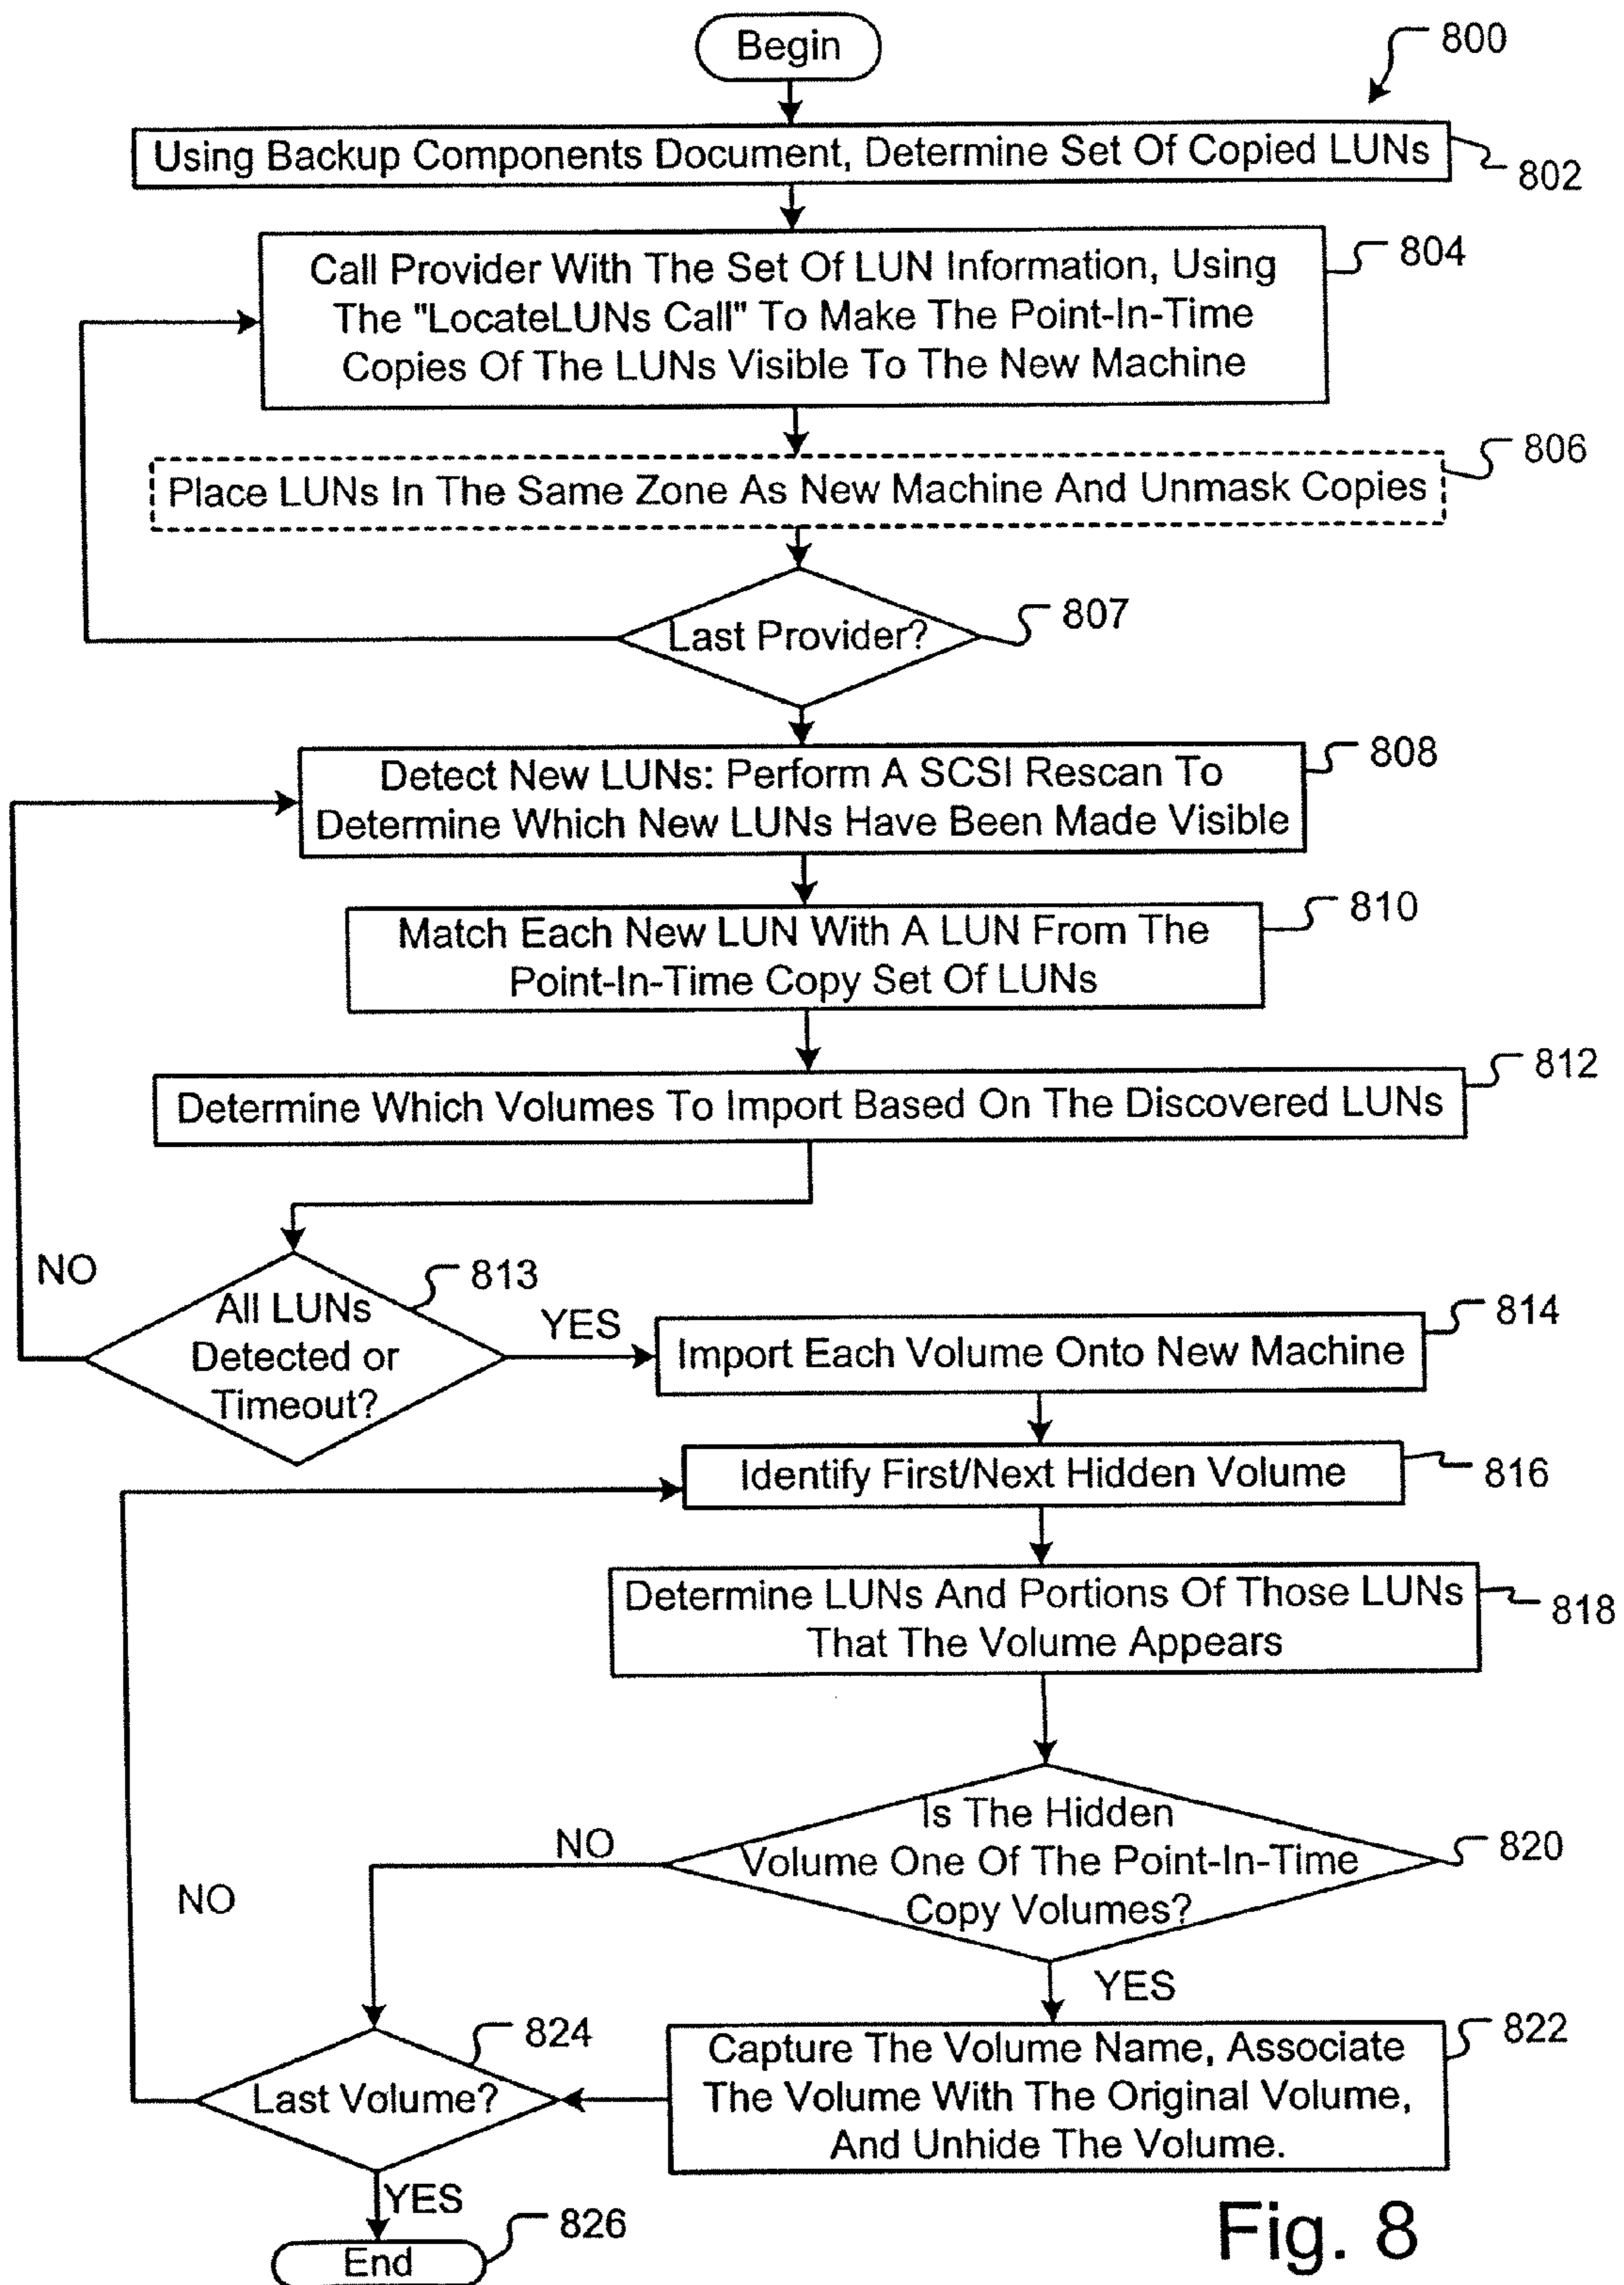 Begin
800
Using Backup Components Document, Determine Set Of Copied LUNs
802
Call Provider With The Set Of LUN Information, Using
The "LocateLUNs Call" To Make The Point-In-Time
Copies Of The LUNs Visible To The New Machine
804
Place LUNs In The Same Zone As New Machine And Unmask Copies
806
Last Provider?
807
Detect New LUNs: Perform A SCSI Rescan To
Determine Which New LUNs Have Been Made Visible
808
Match Each New LUN With A LUN From The
Point-In-Time Copy Set Of LUNs
810
Determine Which Volumes To Import Based On The Discovered LUNs
812
NO
All LUNs
Detected or
Timeout?
813
YES
Import Each Volume Onto New Machine
814
Identify First/Next Hidden Volume
816
Determine LUNs And Portions Of Those LUNs
That The Volume Appears
818
Is The Hidden
Volume One Of The Point-In-Time
Copy Volumes?
820
NO
NO
YES
Capture The Volume Name, Associate
The Volume With The Original Volume,
And Unhide The Volume.
822
Last Volume?
824
YES
End
826
Fig. 8